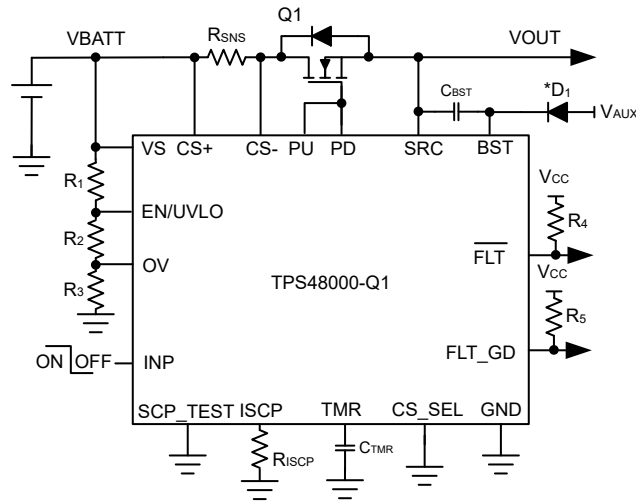 Q1
VBATT
RSNS
VOUT
CBST
*D1
VAUX
VS
CS+
CS-
PU
PD
SRC
BST
R1
EN/UVLO
R2
OV
R3
VCC
R4
FLT
TPS48000-Q1
VCC
R5
FLT_GD
ON
OFF
INP
SCP_TEST
ISCP
TMR
CS_SEL
GND
RISCP
CTMR